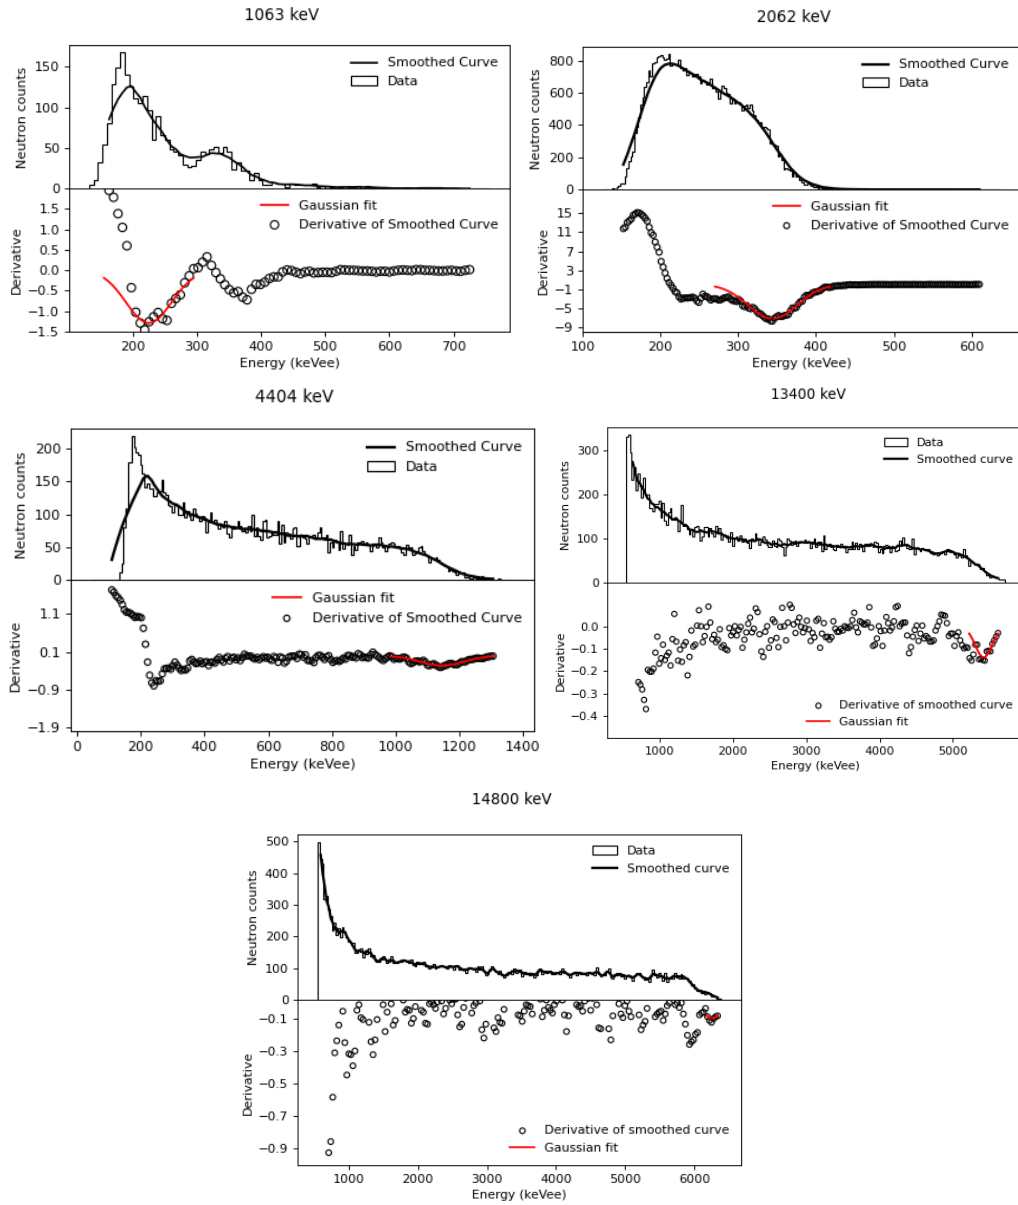 1063 keV
Neutron counts
150
100
50
0
Smoothed Curve
Data
Derivative
1.5
1.0
0.5
0.0
−0.5
−1.0
−1.5
Gaussian fit
Derivative of Smoothed Curve
200 300 400 500 600 700
Energy (keVee)
2062 keV
Neutron counts
800
600
400
200
0
Smoothed Curve
Data
Derivative
15
11
7
3
−1
−5
−9
Gaussian fit
Derivative of Smoothed Curve
100 200 300 400 500 600
Energy (keVee)
4404 keV
Neutron counts
200
150
100
50
0
Smoothed Curve
Data
Derivative
1.1
0.1
−0.9
−1.9
Gaussian fit
Derivative of Smoothed Curve
0 200 400 600 800 1000 1200 1400
Energy (keVee)
13400 keV
Neutron counts
300
200
100
0
Data
Smoothed curve
Derivative
0.0
−0.1
−0.2
−0.3
−0.4
Derivative of smoothed curve
Gaussian fit
1000 2000 3000 4000 5000
Energy (keVee)
14800 keV
Neutron counts
500
400
300
200
100
0
Data
Smoothed curve
Derivative
−0.1
−0.3
−0.5
−0.7
−0.9
Derivative of smoothed curve
Gaussian fit
1000 2000 3000 4000 5000 6000
Energy (keVee)